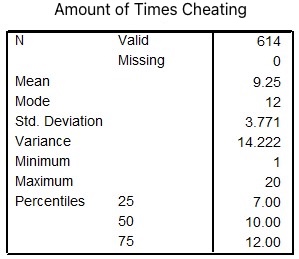 Amount of Times Cheating
N Valid 614
Missing 0
Mean 9.25
Mode 12
Std. Deviation 3.771
Variance 14.222
Minimum 1
Maximum 20
Percentiles 25 7.00
50 10.00
75 12.00